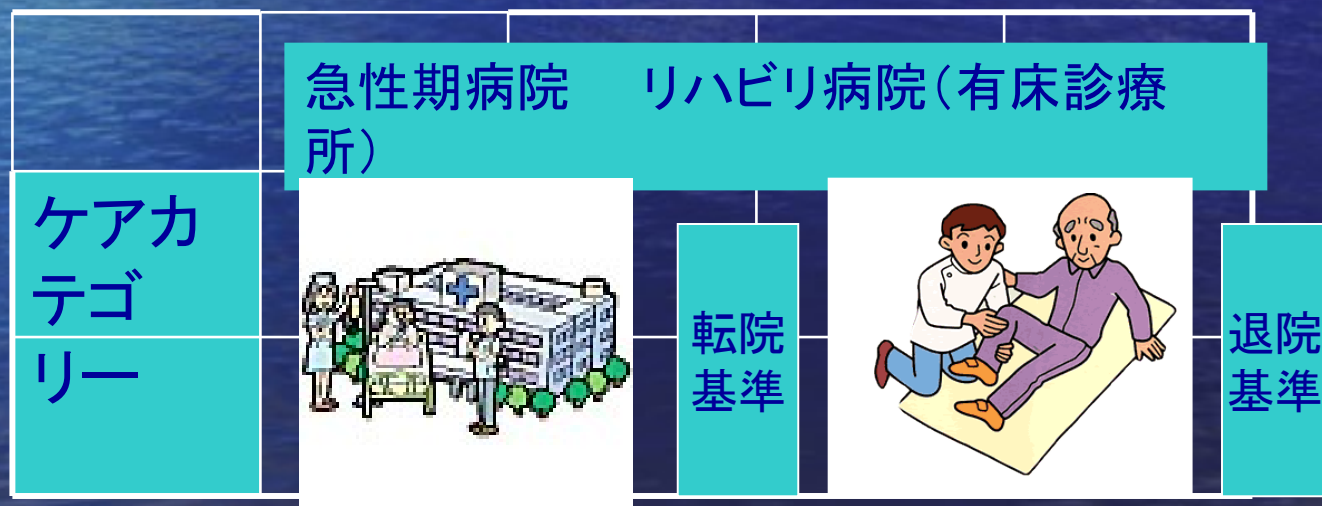 急性期病院　 リハビリ病院（有床診療
所）
ケアカ
テゴ
リー
転院
基準
退院
基準